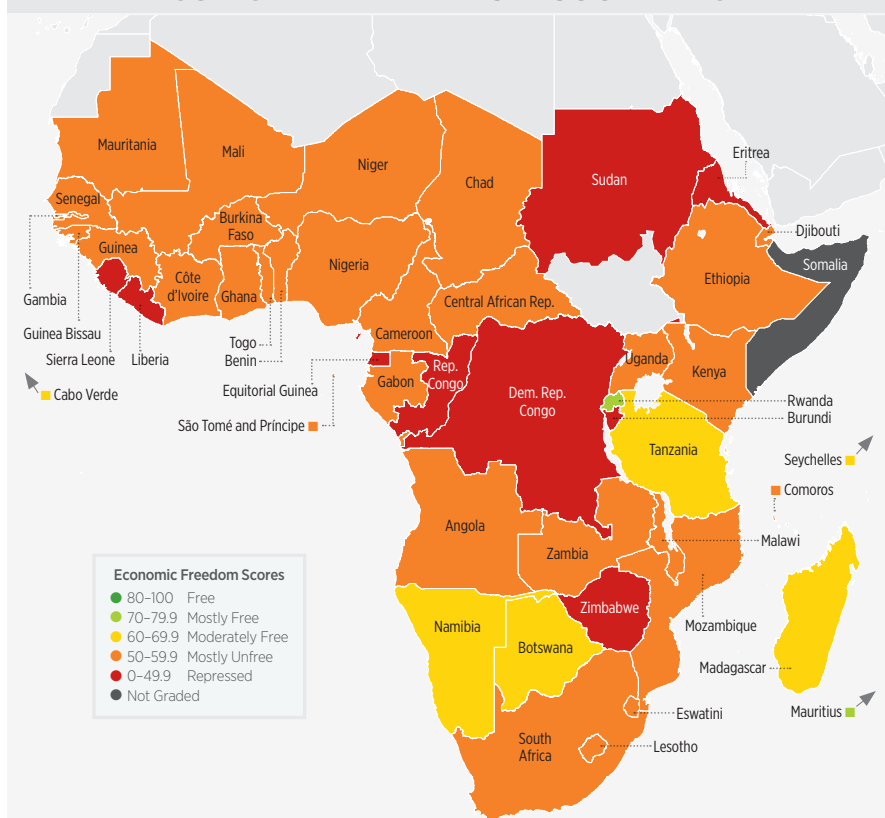 Mauritania
Mali
Niger
Chad
Sudan
Eritrea
Senegal
Burkina
Faso
Djibouti
Guinea
Nigeria
Somalia
Côte
d'Ivoire
Ghana
Ethiopia
Gambia
Central African Rep.
Guinea Bissau
Togo
Cameroon
Sierra Leone
Liberia
Benin
Uganda
Rep.
Congo
Kenya
Cabo Verde
Equitorial Guinea
Gabon
Dem. Rep.
Congo
Rwanda
Burundi
São Tomé and Príncipe
Tanzania
Seychelles
Comoros
Angola
Malawi
Zambia
Economic Freedom Scores
80–100 Free
70–79.9 Mostly Free
60–69.9 Moderately Free
50–59.9 Mostly Unfree
0–49.9 Repressed
Not Graded
Zimbabwe
Namibia
Mozambique
Botswana
Madagascar
Mauritius
Eswatini
South
Africa
Lesotho